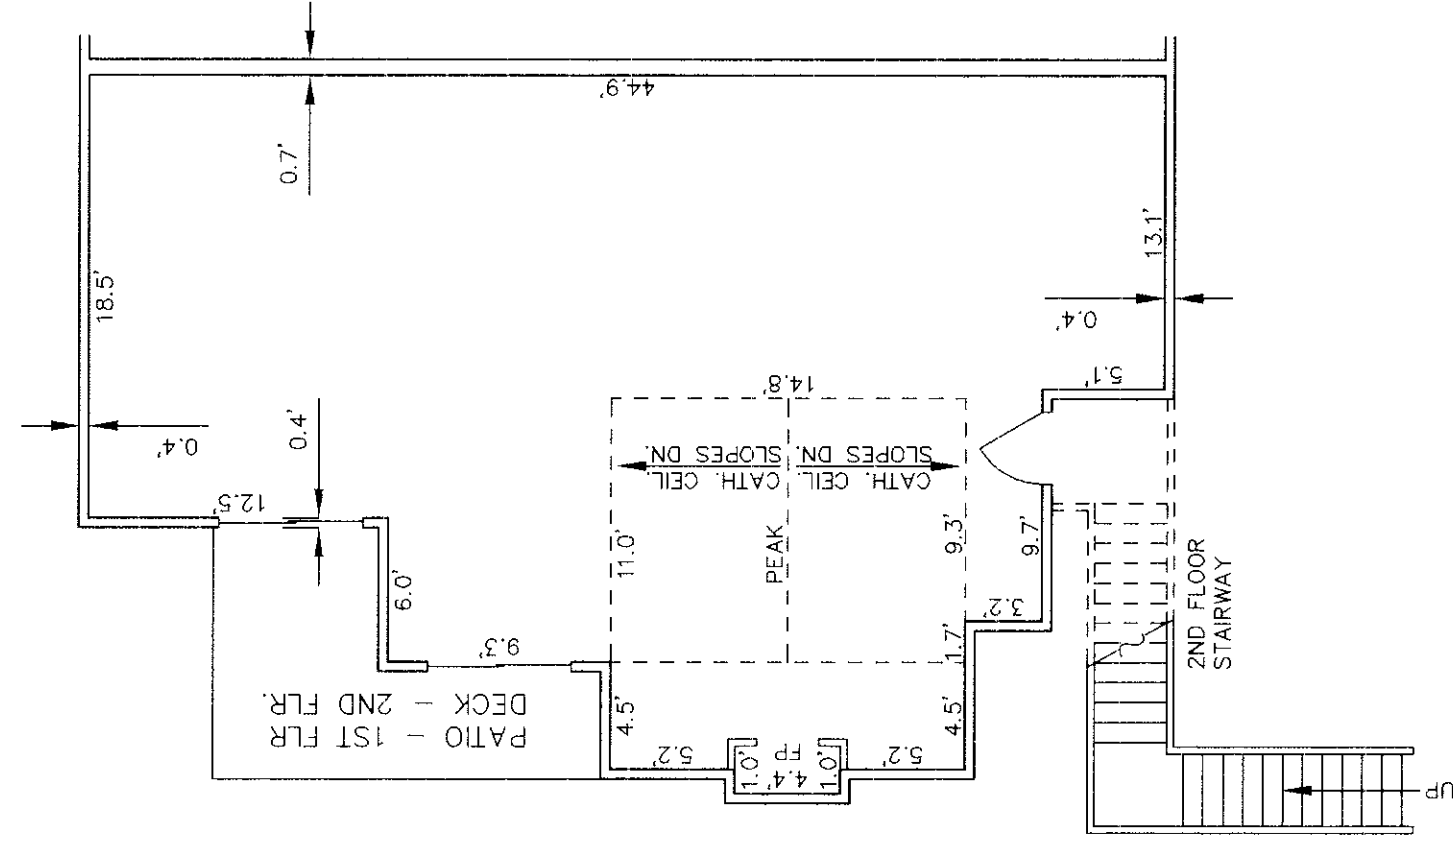 44.9'
0.7'
18.5'
13.1'
0.4'
0.4'
0.4'
5.1'
14.8'
CATH. CEIL.
SLOPES DN.
CATH. CEIL.
SLOPES DN.
12.5'
11.0'
PEAK
9.3'
9.7'
6.0'
3.2'
9.3'
1.7'
2ND FLOOR
STAIRWAY
PATIO - 1ST FLR
DECK - 2ND FLR.
4.5'
4.5'
5.2'
1.0'
FP
4.4'
1.0'
5.2'
UP